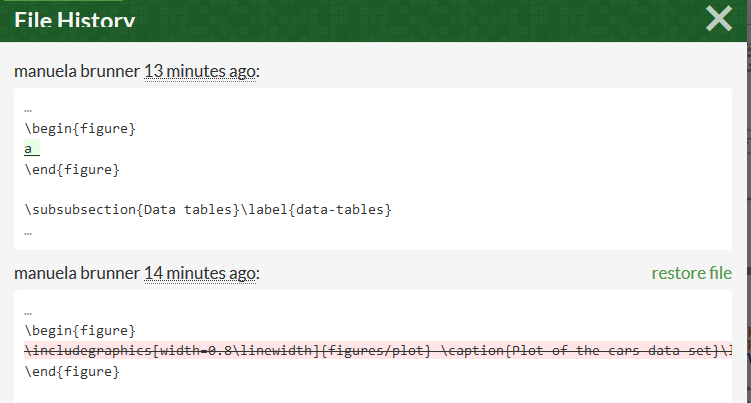 File History
manuela brunner 13 minutes ago:
…
\begin{figure}
a
\end{figure}
\subsubsection{Data tables}\label{data-tables}
…
manuela brunner 14 minutes ago:
restore file
…
\begin{figure}
\includegraphics[width=0.8\linewidth]{figures/plot} \caption{Plot of the cars data set}\l
\end{figure}